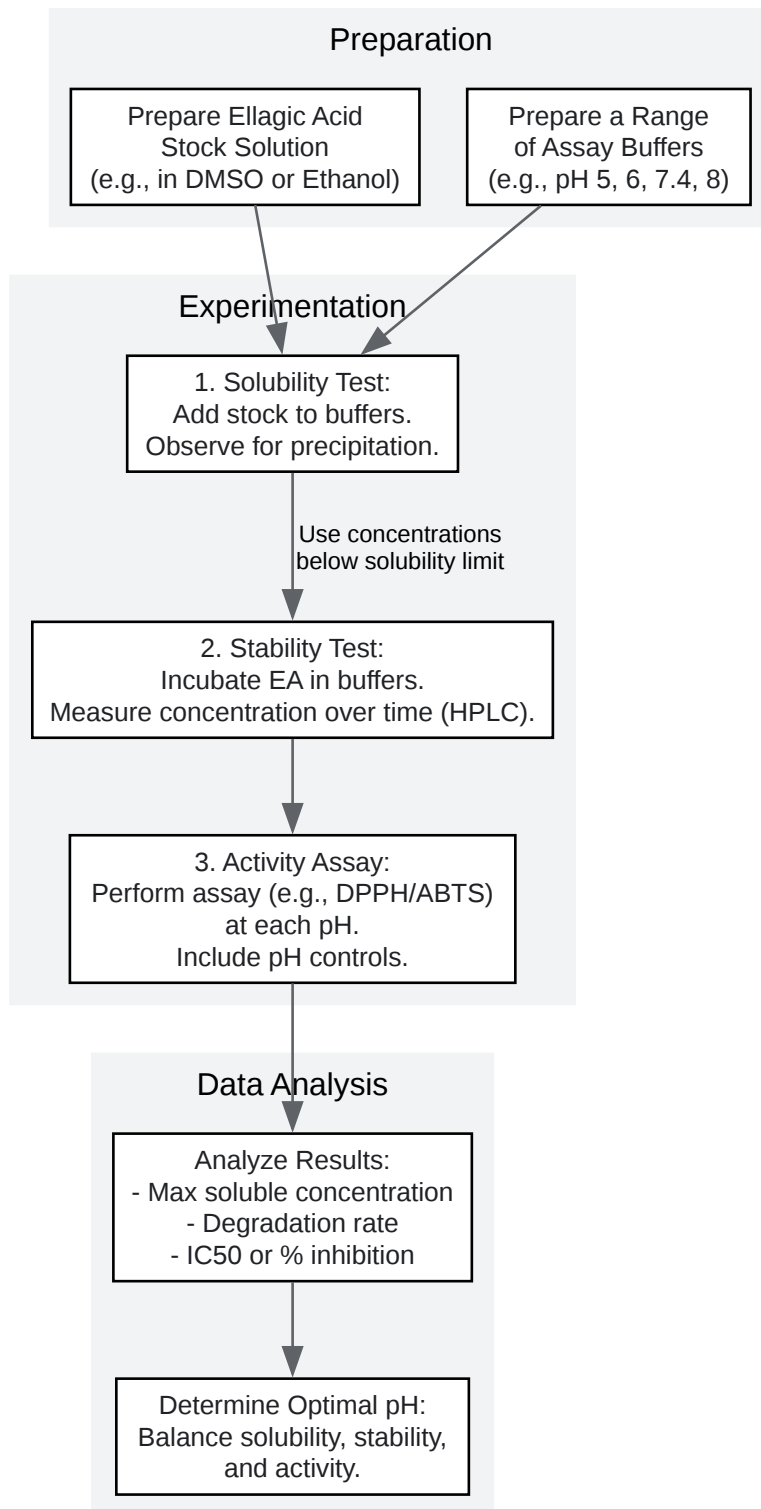 Preparation
Prepare Ellagic Acid
Stock Solution
(e.g., in DMSO or Ethanol)
Prepare a Range
of Assay Buffers
(e.g., pH 5, 6, 7.4, 8)
Experimentation
1. Solubility Test:
Add stock to buffers.
Observe for precipitation.
Use concentrations
below solubility limit
2. Stability Test:
Incubate EA in buffers.
Measure concentration over time (HPLC).
3. Activity Assay:
Perform assay (e.g., DPPH/ABTS)
at each pH.
Include pH controls.
Data Analysis
Analyze Results:
- Max soluble concentration
- Degradation rate
- IC50 or % inhibition
Determine Optimal pH:
Balance solubility, stability,
and activity.